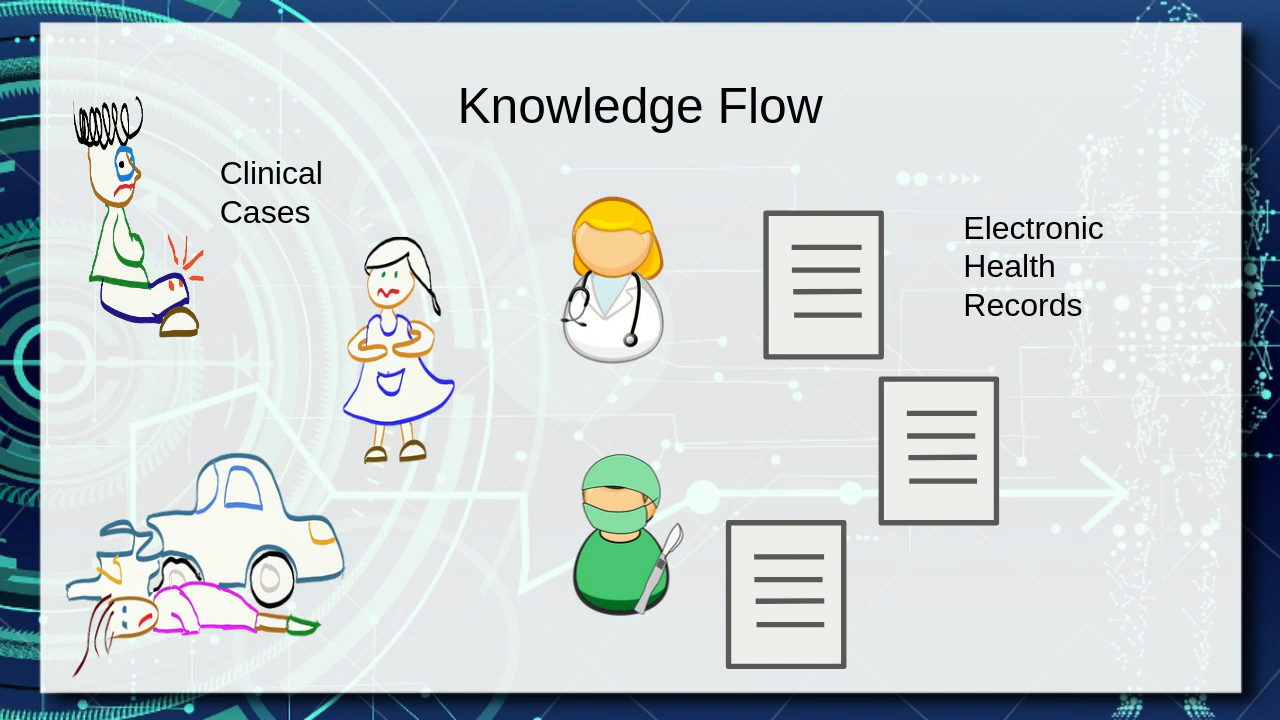 Knowledge Flow
Clinical
Cases
Electronic
Health
Records